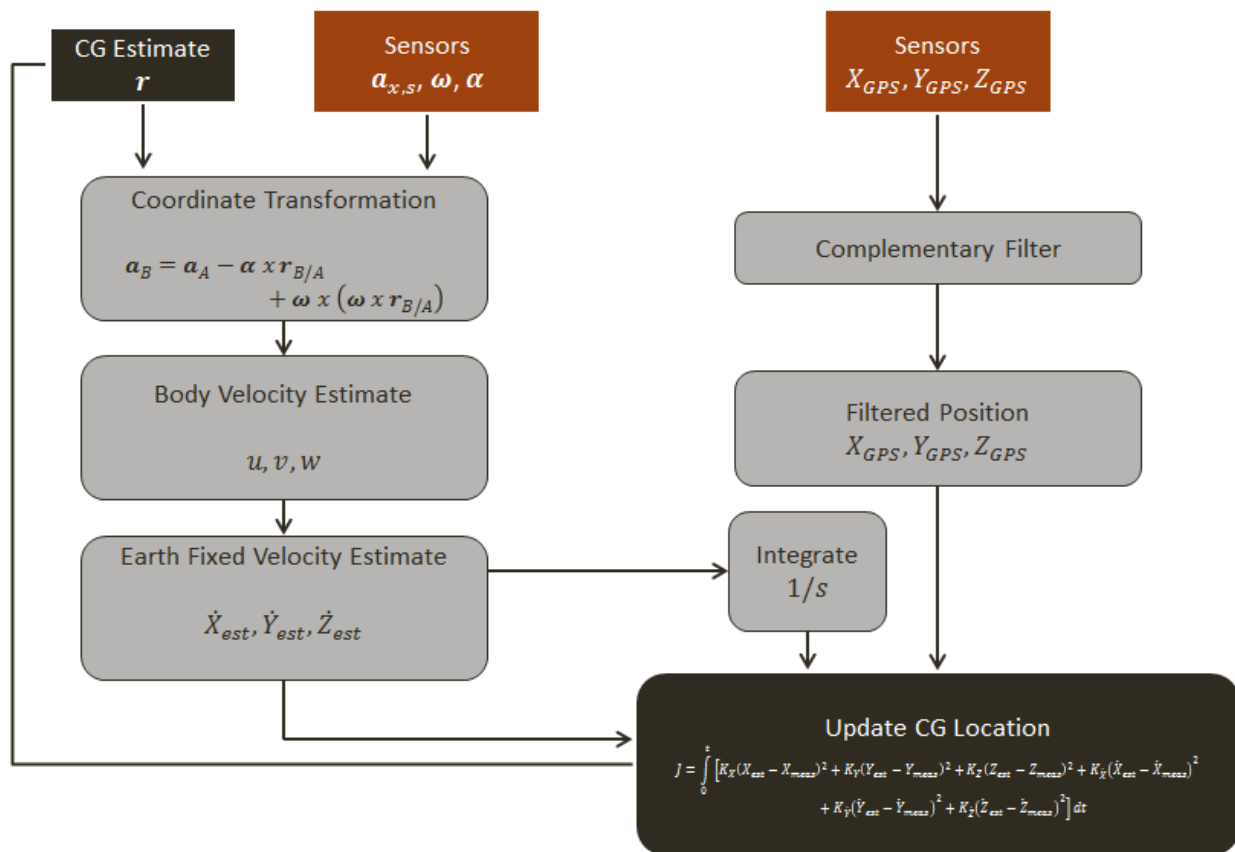 CG Estimate
r
Sensors
a_{x,s}, ω, α
Sensors
X_{GPS}, Y_{GPS}, Z_{GPS}
Coordinate Transformation
a_B = a_A − α x r_{B/A}
+ ω x (ω x r_{B/A})
Complementary Filter
Body Velocity Estimate
u, v, w
Filtered Position
X_{GPS}, Y_{GPS}, Z_{GPS}
Earth Fixed Velocity Estimate
Ẋ_{est}, Ẏ_{est}, Ż_{est}
Integrate
1/s
Update CG Location
J = ∫_0^t [K_X(X_{est} − X_{meas})² + K_Y(Y_{est} − Y_{meas})² + K_Z(Z_{est} − Z_{meas})² + K_Ẋ(Ẋ_{est} − Ẋ_{meas})²
+ K_Ẏ(Ẏ_{est} − Ẏ_{meas})² + K_Ż(Ż_{est} − Ż_{meas})²] dt